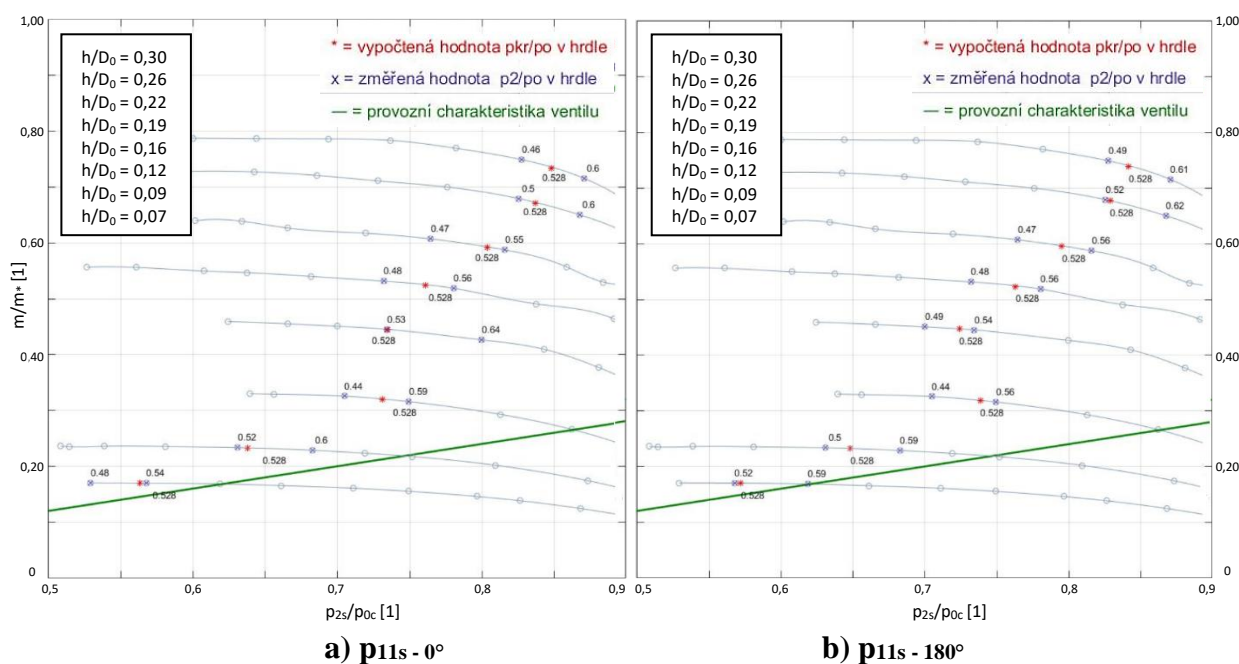 1,00
0,80
0,60
0,40
0,20
0
m/m* [1]
h/D₀ = 0,30
h/D₀ = 0,26
h/D₀ = 0,22
h/D₀ = 0,19
h/D₀ = 0,16
h/D₀ = 0,12
h/D₀ = 0,09
h/D₀ = 0,07
* = vypočtená hodnota pkr/po v hrdle
x = změřená hodnota p2/po v hrdle
— = provozní charakteristika ventilu
0.46 0.528 0.6
0.5 0.528 0.6
0.47 0.528 0.55
0.48 0.528 0.56
0.53 0.528 0.64
0.44 0.528 0.59
0.52 0.528 0.6
0.48 0.54 0.528
0,5 0,6 0,7 0,8 0,9
p₂ₛ/p₀c [1]
a) p11s - 0°
h/D₀ = 0,30
h/D₀ = 0,26
h/D₀ = 0,22
h/D₀ = 0,19
h/D₀ = 0,16
h/D₀ = 0,12
h/D₀ = 0,09
h/D₀ = 0,07
* = vypočtená hodnota pkr/po v hrdle
x = změřená hodnota p2/po v hrdle
— = provozní charakteristika ventilu
0.49 0.528 0.61
0.52 0.528 0.62
0.47 0.528 0.56
0.48 0.528 0.56
0.49 0.528 0.54
0.44 0.528 0.56
0.5 0.528 0.59
0.52 0.528 0.59
1,00
0,80
0,60
0,40
0,20
0
0,5 0,6 0,7 0,8 0,9
p₂ₛ/p₀c [1]
b) p11s - 180°